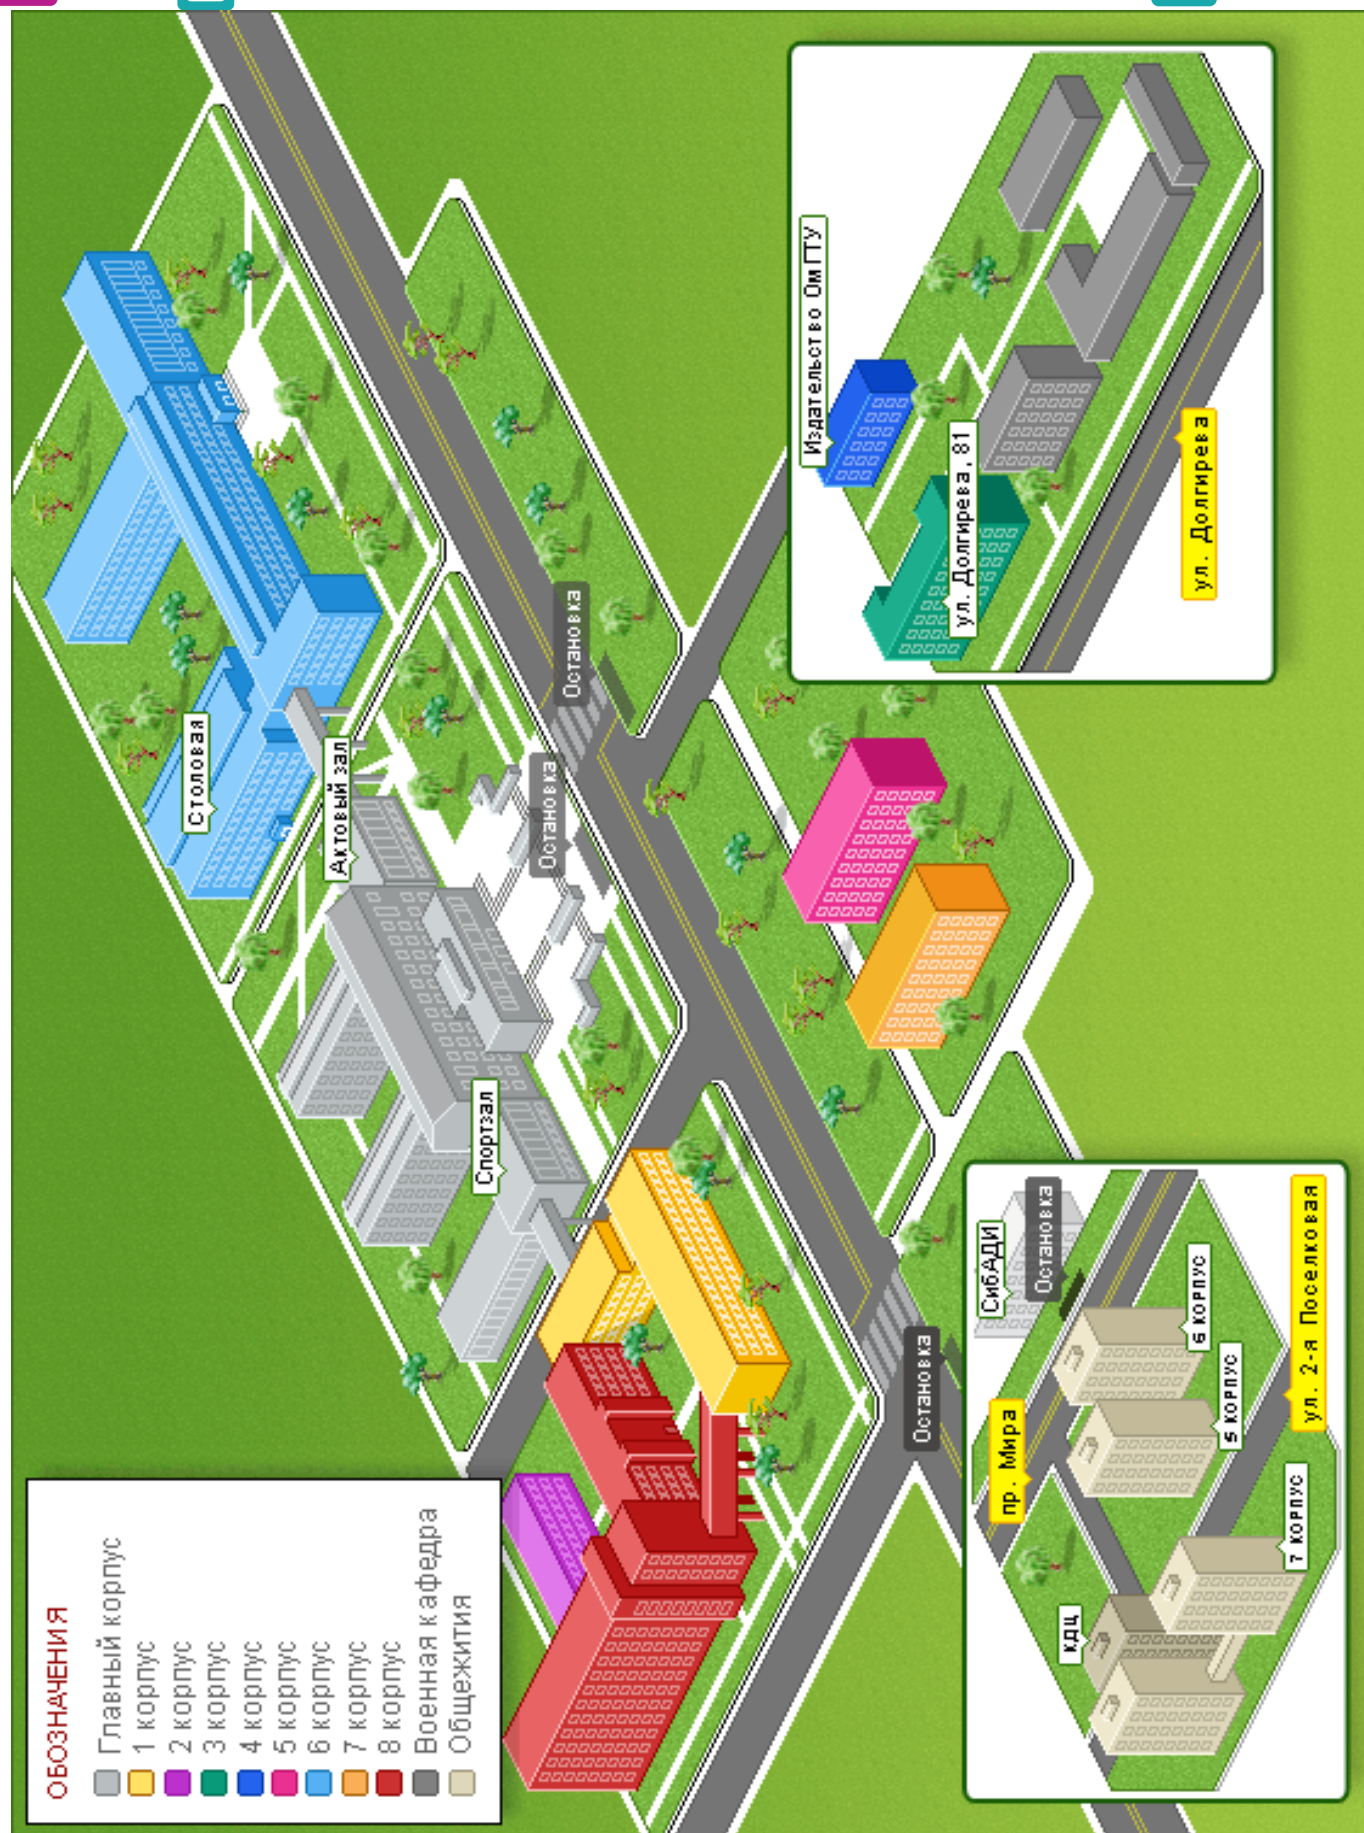 ОБОЗНАЧЕНИЯ
Главный корпус
1 корпус
2 корпус
3 корпус
4 корпус
5 корпус
6 корпус
7 корпус
8 корпус
Военная кафедра
Общежития
Столовая
Актовый зал
Спортзал
Остановка
Остановка
Остановка
Издательство ОмГТУ
ул. Долгирева, 81
ул. Долгирева
СибАДИ
Остановка
пр. Мира
6 корпус
5 корпус
ул. 2-я Поселковая
7 корпус
КДЦ